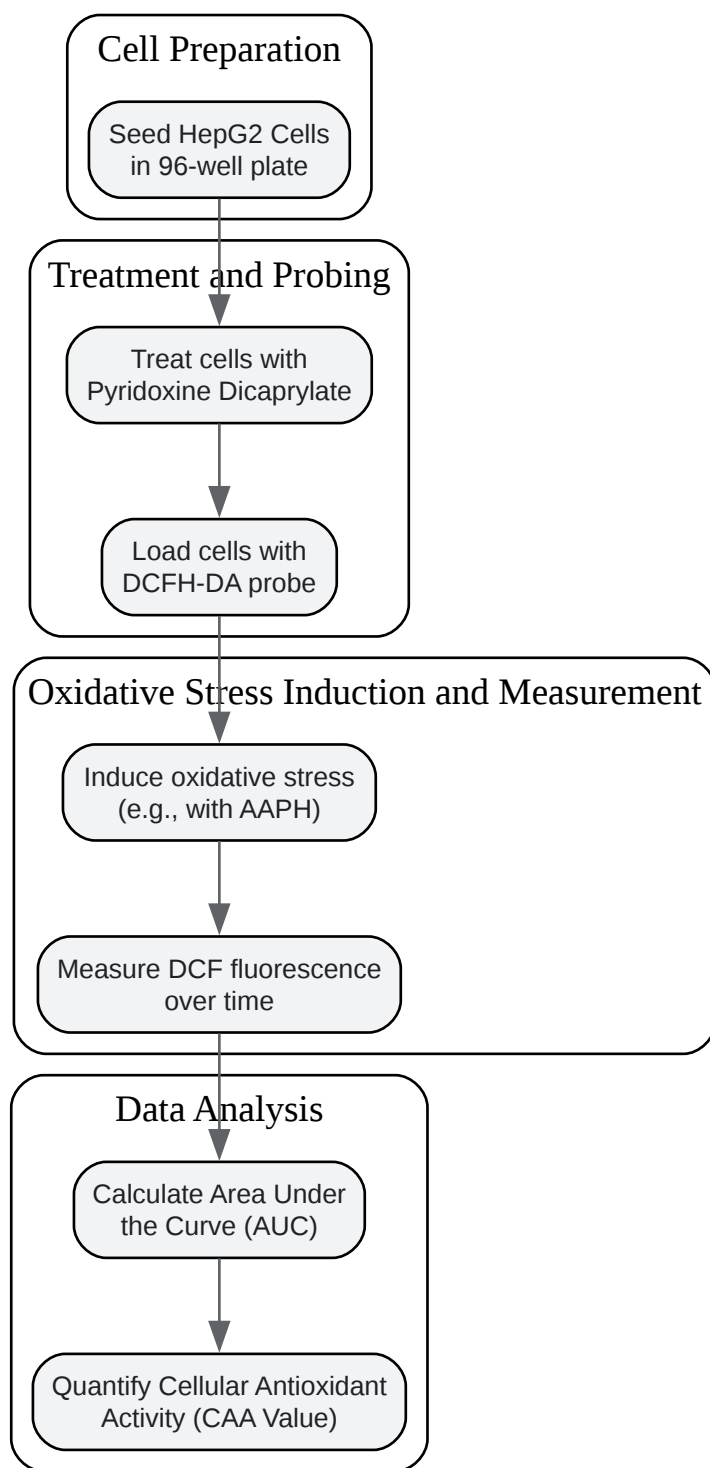 Cell Preparation
Seed HepG2 Cells
in 96-well plate
Treatment and Probing
Treat cells with
Pyridoxine Dicaprylate
Load cells with
DCFH-DA probe
Oxidative Stress Induction and Measurement
Induce oxidative stress
(e.g., with AAPH)
Measure DCF fluorescence
over time
Data Analysis
Calculate Area Under
the Curve (AUC)
Quantify Cellular Antioxidant
Activity (CAA Value)